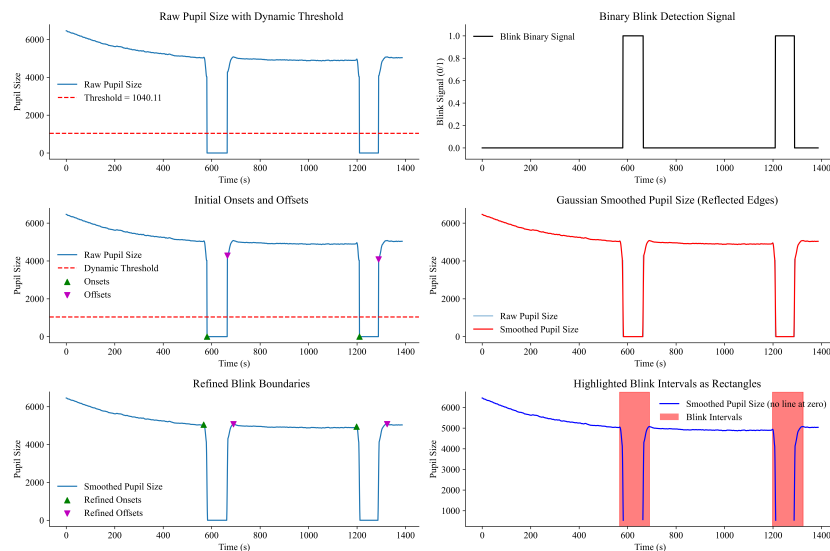 Raw Pupil Size with Dynamic Threshold
Pupil Size
6000
4000
2000
0
Raw Pupil Size
Threshold = 1040.11
0 200 400 600 800 1000 1200 1400
Time (s)
Binary Blink Detection Signal
Blink Signal (0/1)
1.0
0.8
0.6
0.4
0.2
0.0
Blink Binary Signal
0 200 400 600 800 1000 1200 1400
Time (s)
Initial Onsets and Offsets
Pupil Size
6000
4000
2000
0
Raw Pupil Size
Dynamic Threshold
Onsets
Offsets
0 200 400 600 800 1000 1200 1400
Time (s)
Gaussian Smoothed Pupil Size (Reflected Edges)
Pupil Size
6000
5000
4000
3000
2000
1000
0
Raw Pupil Size
Smoothed Pupil Size
0 200 400 600 800 1000 1200 1400
Time (s)
Refined Blink Boundaries
Pupil Size
6000
4000
2000
0
Smoothed Pupil Size
Refined Onsets
Refined Offsets
0 200 400 600 800 1000 1200 1400
Time (s)
Highlighted Blink Intervals as Rectangles
Pupil Size
6000
5000
4000
3000
2000
1000
Smoothed Pupil Size (no line at zero)
Blink Intervals
0 200 400 600 800 1000 1200 1400
Time (s)